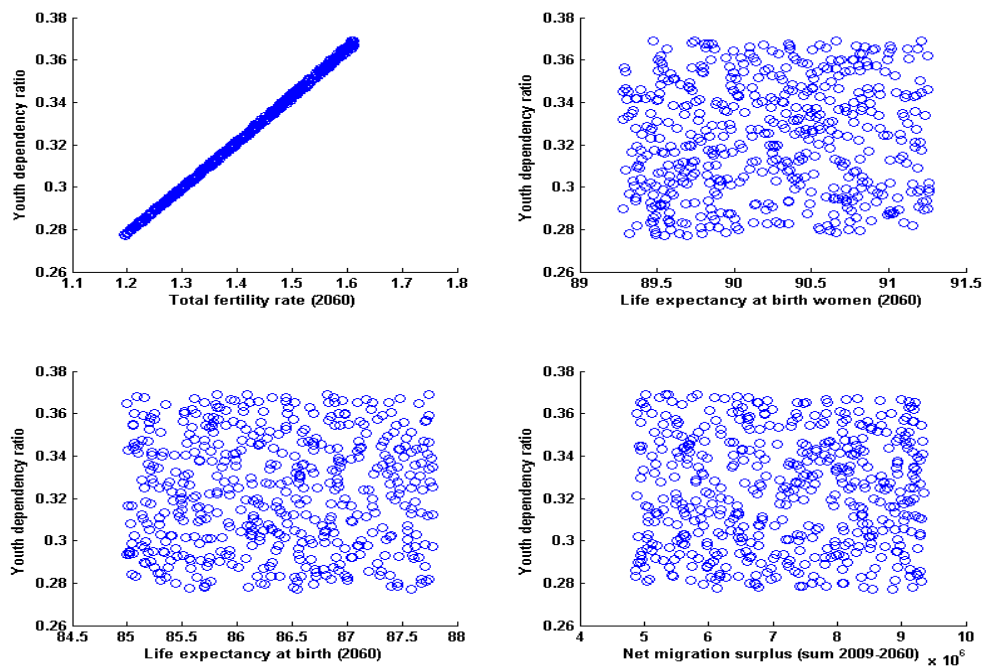 0.38
0.36
0.34
0.32
0.3
0.28
0.26
Youth dependency ratio
1.1 1.2 1.3 1.4 1.5 1.6 1.7 1.8
Total fertility rate (2060)
0.38
0.36
0.34
0.32
0.3
0.28
0.26
Youth dependency ratio
89 89.5 90 90.5 91 91.5
Life expectancy at birth women (2060)
0.38
0.36
0.34
0.32
0.3
0.28
0.26
Youth dependency ratio
84.5 85 85.5 86 86.5 87 87.5 88
Life expectancy at birth (2060)
0.38
0.36
0.34
0.32
0.3
0.28
0.26
Youth dependency ratio
4 5 6 7 8 9 10
Net migration surplus (sum 2009-2060)
× 10⁶